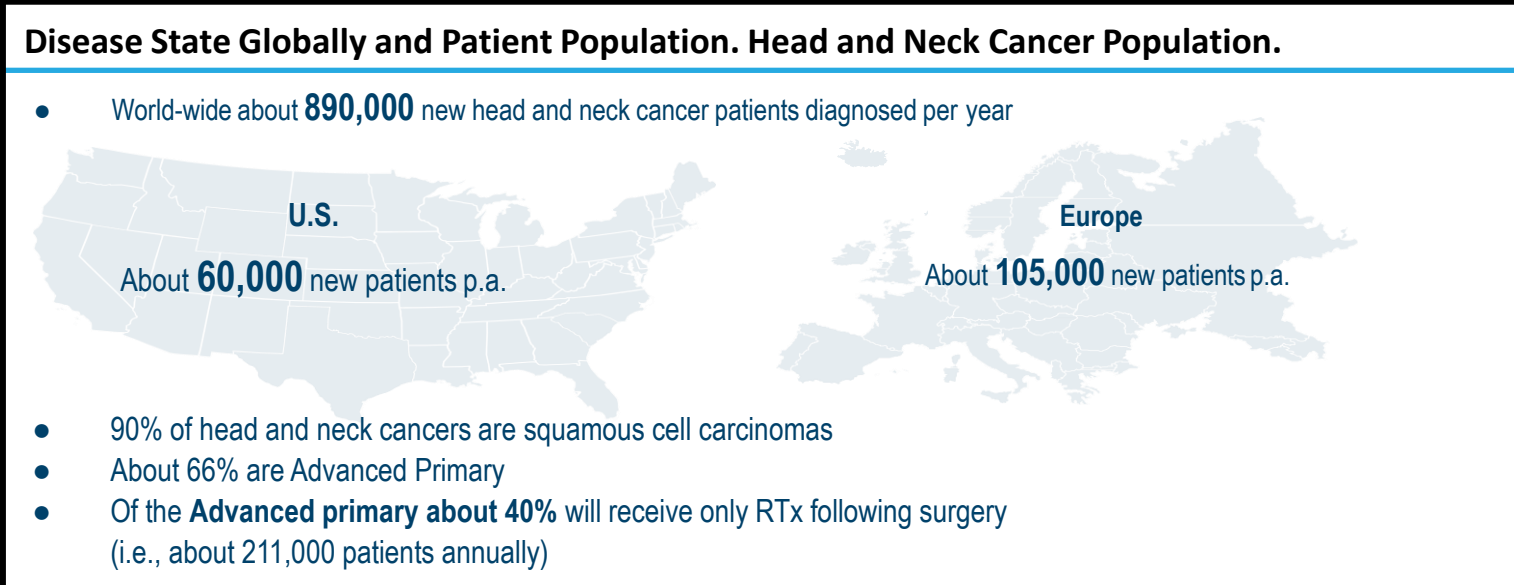 Disease State Globally and Patient Population. Head and Neck Cancer Population.
● World-wide about 890,000 new head and neck cancer patients diagnosed per year
U.S.
About 60,000 new patients p.a.
Europe
About 105,000 new patients p.a.
● 90% of head and neck cancers are squamous cell carcinomas
● About 66% are Advanced Primary
● Of the Advanced primary about 40% will receive only RTx following surgery
(i.e., about 211,000 patients annually)